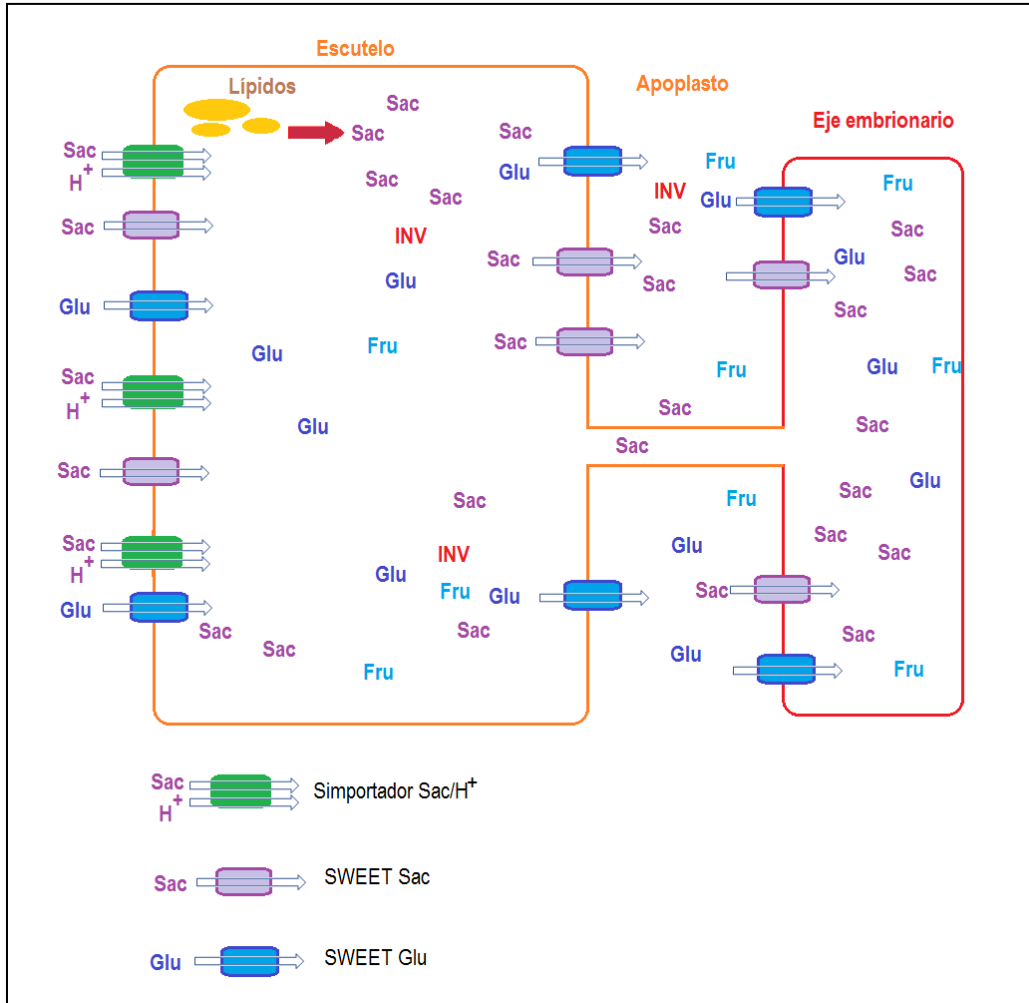 Escutelo
Apoplasto
Eje embrionario
Lípidos
Sac
Sac
Sac
Fru
Sac
H+
Glu
INV
Glu
Fru
Sac
Sac
Sac
Sac
INV
Sac
Sac
Glu
Sac
Glu
Sac
Sac
Glu
Sac
Sac
Fru
Glu
Fru
Glu
Fru
Sac
H+
Sac
Glu
Sac
Sac
Sac
Sac
Sac
Glu
Sac
Fru
Sac
Sac
H+
INV
Glu
Sac
Sac
Glu
Fru
Glu
Sac
Glu
Sac
Sac
Sac
Sac
Glu
Fru
Fru
Sac
H+
Simportador Sac/H+
Sac
SWEET Sac
Glu
SWEET Glu